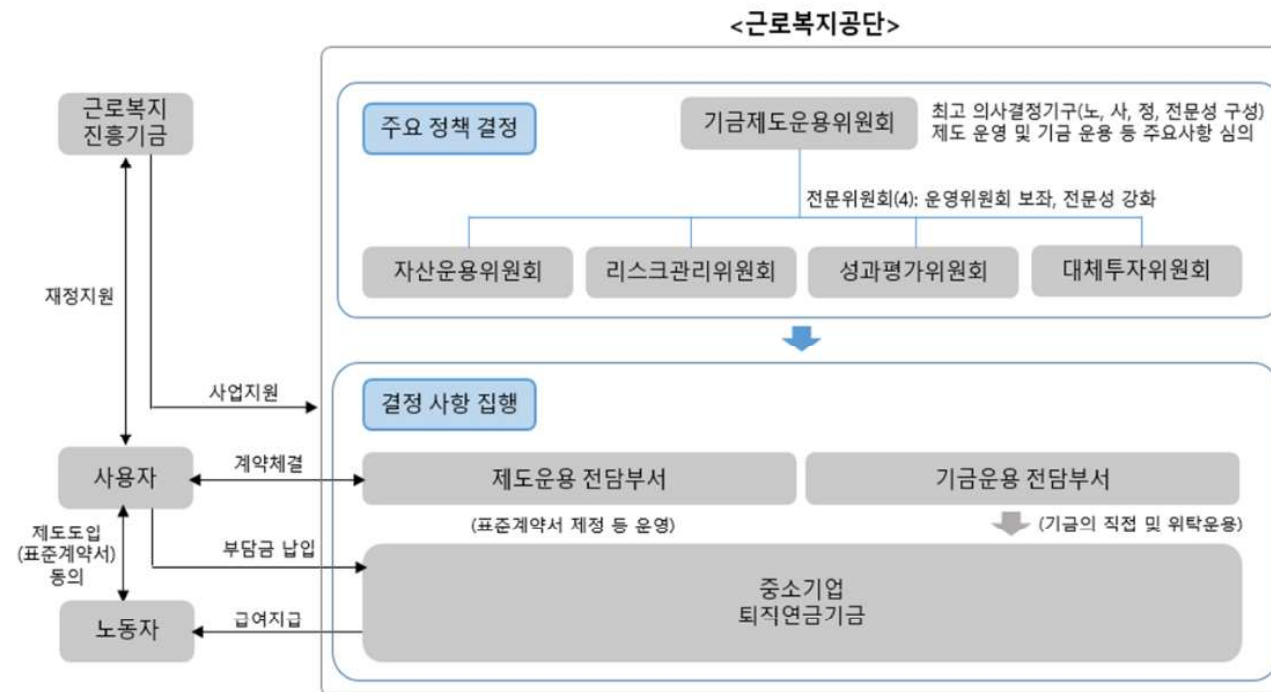 <근로복지공단>
근로복지
진흥기금
주요 정책 결정
기금제도운용위원회
최고 의사결정기구(노, 사, 정, 전문성 구성)
제도 운영 및 기금 운용 등 주요사항 심의
전문위원회(4): 운영위원회 보좌, 전문성 강화
자산운용위원회
리스크관리위원회
성과평가위원회
대체투자위원회
재정지원
사업지원
결정 사항 집행
사용자
계약체결
제도운용 전담부서
기금운용 전담부서
(표준계약서 제정 등 운영)
(기금의 직접 및 위탁운용)
제도도입
(표준계약서)
동의
부담금 납입
중소기업
퇴직연금기금
노동자
급여지급